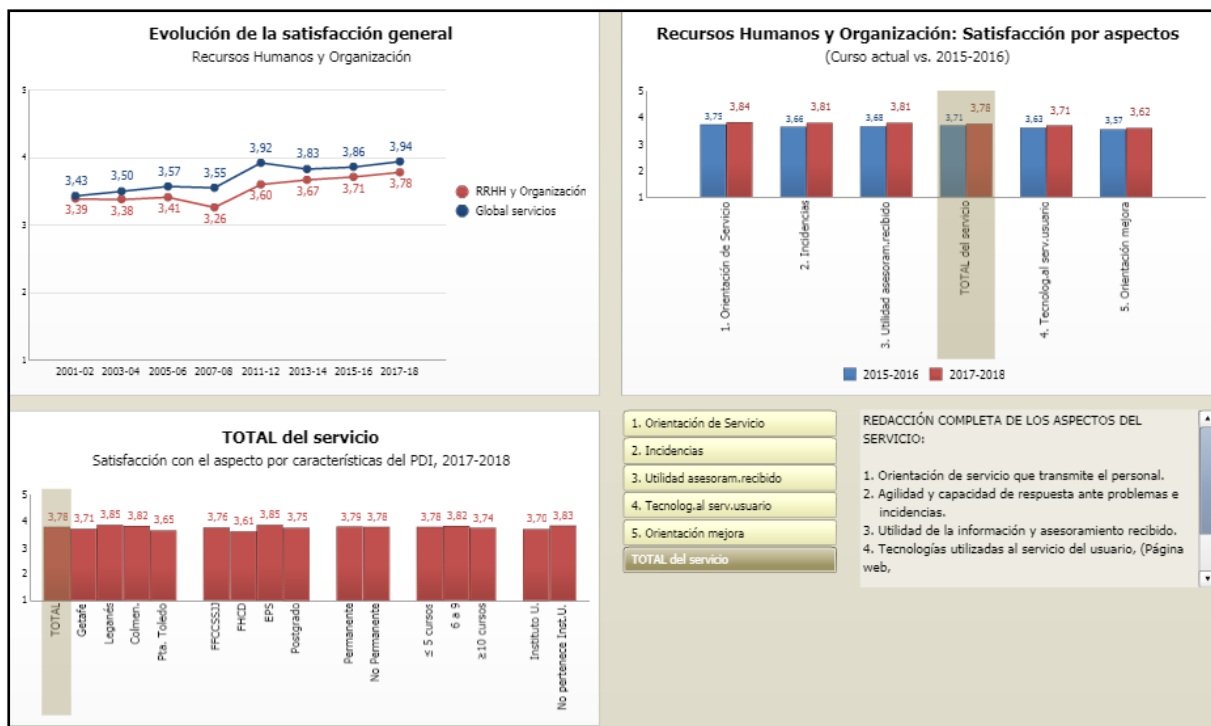 Evolución de la satisfacción general
Recursos Humanos y Organización
5
4
3
2
1
3,43
3,50
3,57
3,55
3,92
3,83
3,86
3,94
3,39
3,38
3,41
3,26
3,60
3,67
3,71
3,78
2001-02 2003-04 2005-06 2007-08 2011-12 2013-14 2015-16 2017-18
RRHH y Organización
Global servicios
Recursos Humanos y Organización: Satisfacción por aspectos
(Curso actual vs. 2015-2016)
5
4
3
2
1
3,75 3,84
3,66 3,81
3,68 3,81
3,71 3,78
3,63 3,71
3,57 3,62
1. Orientación de Servicio
2. Incidencias
3. Utilidad asesoram.recibido
TOTAL del servicio
4. Tecnolog.al serv.usuario
5. Orientación mejora
2015-2016 2017-2018
TOTAL del servicio
Satisfacción con el aspecto por características del PDI, 2017-2018
5
4
3
2
1
3,78 3,71 3,85 3,82 3,65 3,76 3,61 3,85 3,75 3,79 3,78 3,78 3,82 3,74 3,70 3,83
TOTAL
Getafe
Leganés
Colmen.
Pta. Toledo
FFCCSSJJ
FHCD
EPS
Postgrado
Permanente
No Permanente
≤ 5 cursos
6 a 9
≥10 cursos
Instituto U.
No pertenece Inst.U.
1. Orientación de Servicio
2. Incidencias
3. Utilidad asesoram.recibido
4. Tecnolog.al serv.usuario
5. Orientación mejora
TOTAL del servicio
REDACCIÓN COMPLETA DE LOS ASPECTOS DEL
SERVICIO:
1. Orientación de servicio que transmite el personal.
2. Agilidad y capacidad de respuesta ante problemas e
incidencias.
3. Utilidad de la información y asesoramiento recibido.
4. Tecnologías utilizadas al servicio del usuario, (Página
web,